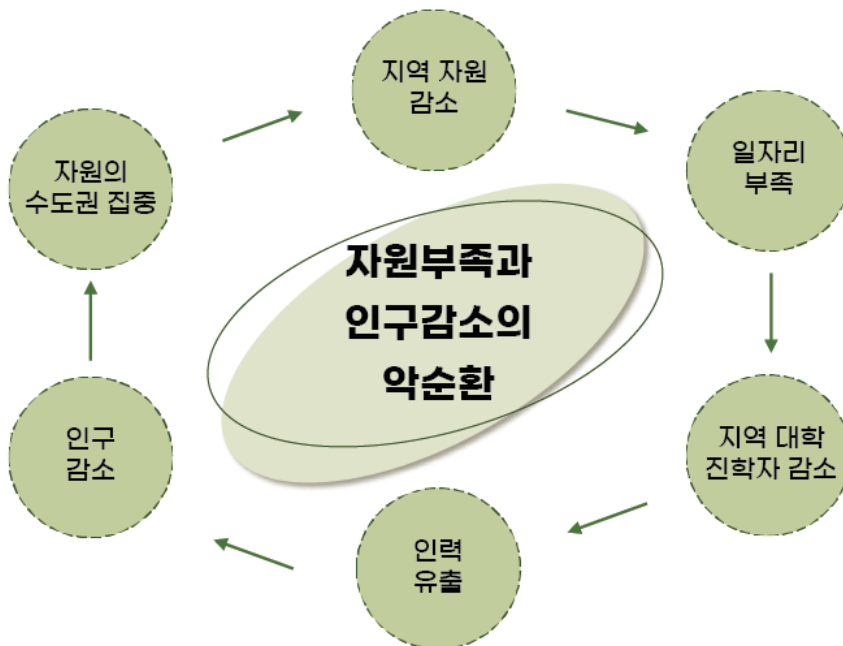 지역 자원
감소
일자리
부족
자원의
수도권 집중
자원부족과
인구감소의
악순환
인구
감소
지역 대학
진학자 감소
인력
유출